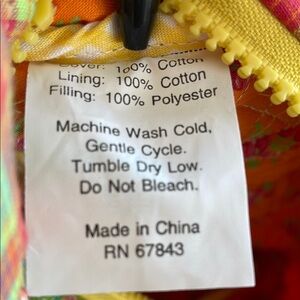 Cover: 100% Cotton
Lining: 100% Cotton
Filling: 100% Polyester
Machine Wash Cold,
Gentle Cycle.
Tumble Dry Low.
Do Not Bleach.
Made in China
RN 67843